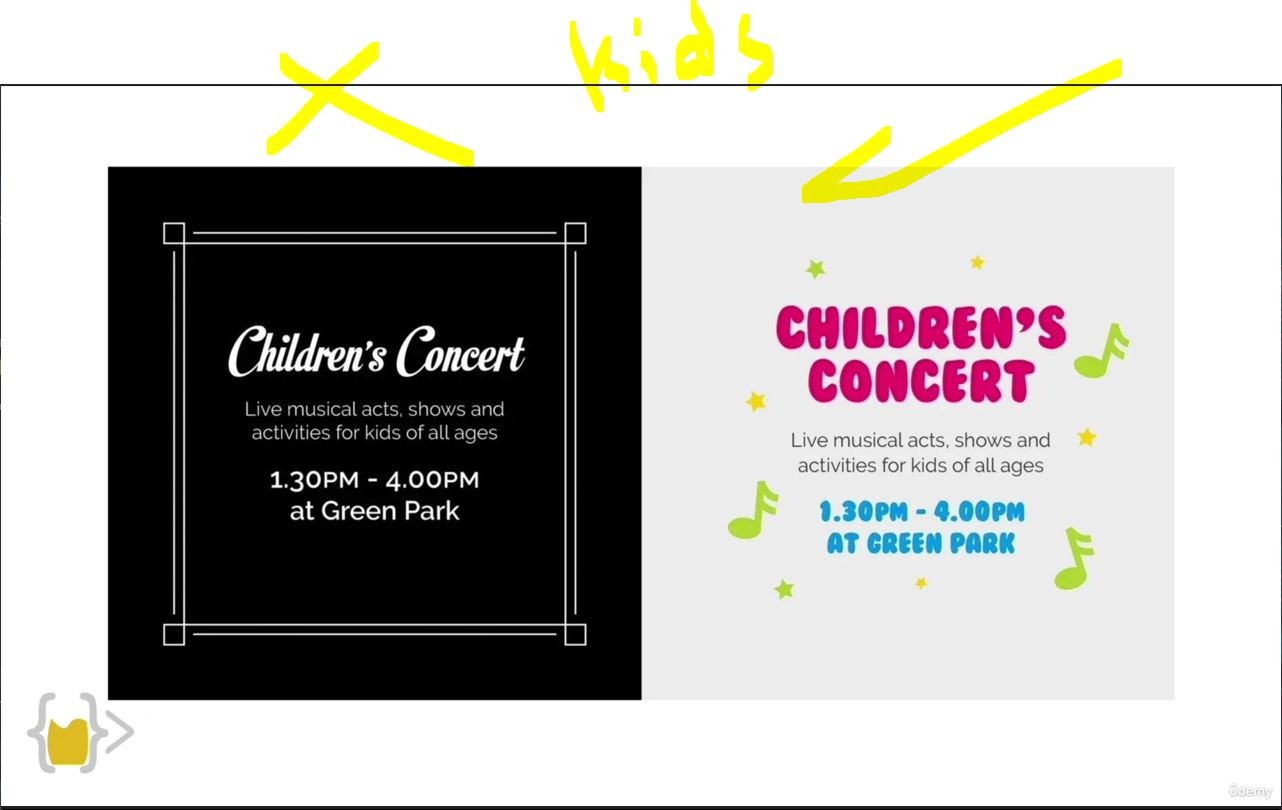 kids
Children's Concert
Live musical acts, shows and
activities for kids of all ages
1.30PM - 4.00PM
at Green Park
CHILDREN'S
CONCERT
Live musical acts, shows and
activities for kids of all ages
1.30PM - 4.00PM
AT GREEN PARK
ûdemy